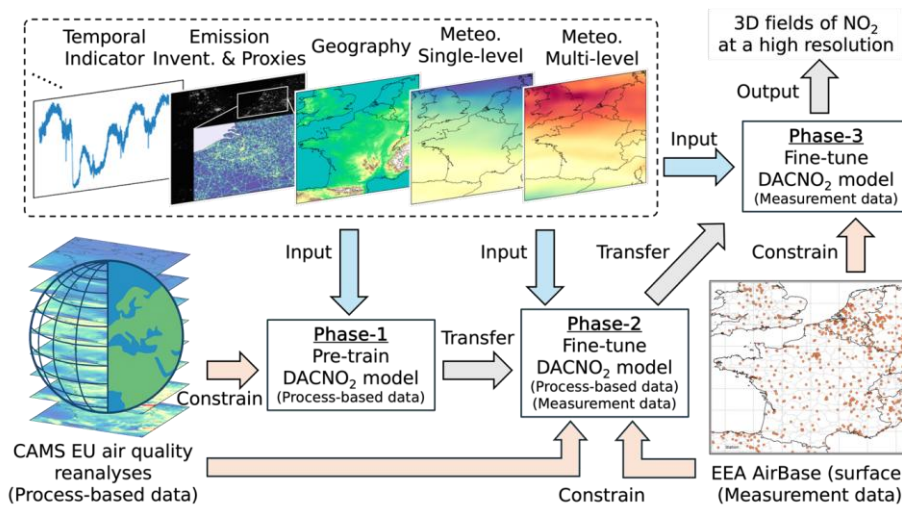 Temporal
Indicator
Emission
Invent. & Proxies
Geography
Meteo.
Single-level
Meteo.
Multi-level
3D fields of NO₂
at a high resolution
Output
Input
Phase-3
Fine-tune
DACNO₂ model
(Measurement data)
Input
Input
Transfer
Constrain
Phase-1
Pre-train
DACNO₂ model
(Process-based data)
Transfer
Phase-2
Fine-tune
DACNO₂ model
(Process-based data)
(Measurement data)
Constrain
CAMS EU air quality
reanalyses
(Process-based data)
Constrain
EEA AirBase (surface
(Measurement data)